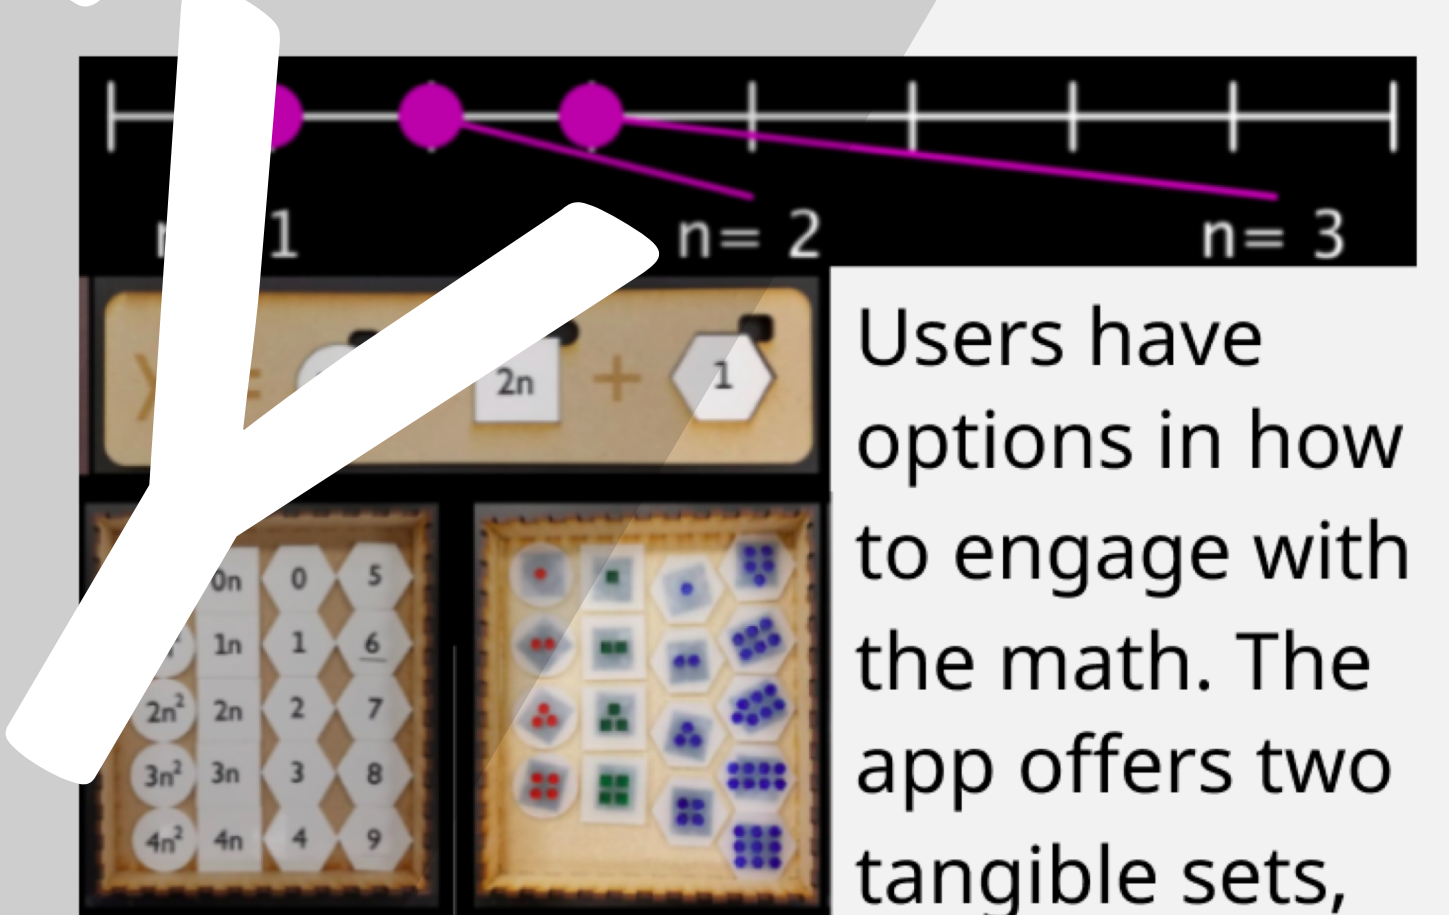 1 n= 2 n= 3
= 2n + 1
Users have
options in how
to engage with
the math. The
app offers two
tangible sets,
0n 0 5
1n 1 6
2n² 2n 2 7
3n² 3n 3 8
4n² 4n 4 9